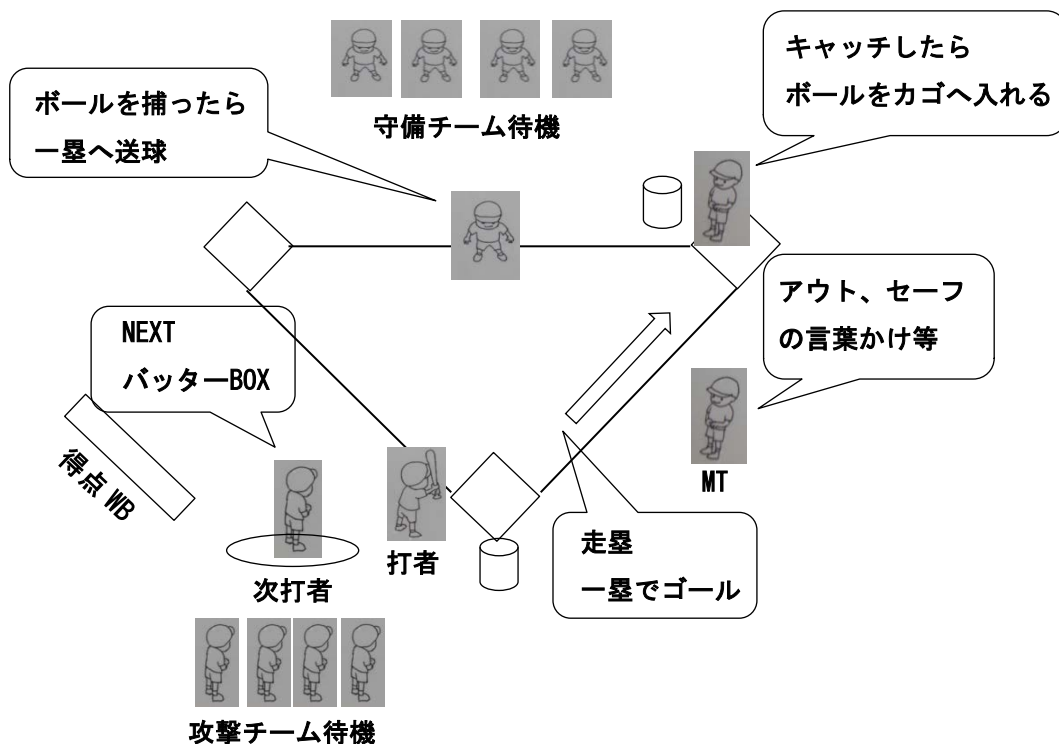 キャッチしたら
ボールをカゴへ入れる
ボールを捕ったら
一塁へ送球
守備チーム待機
アウト、セーフ
の言葉かけ等
NEXT
バッターBOX
得点WB
MT
打者
次打者
走塁
一塁でゴール
攻撃チーム待機